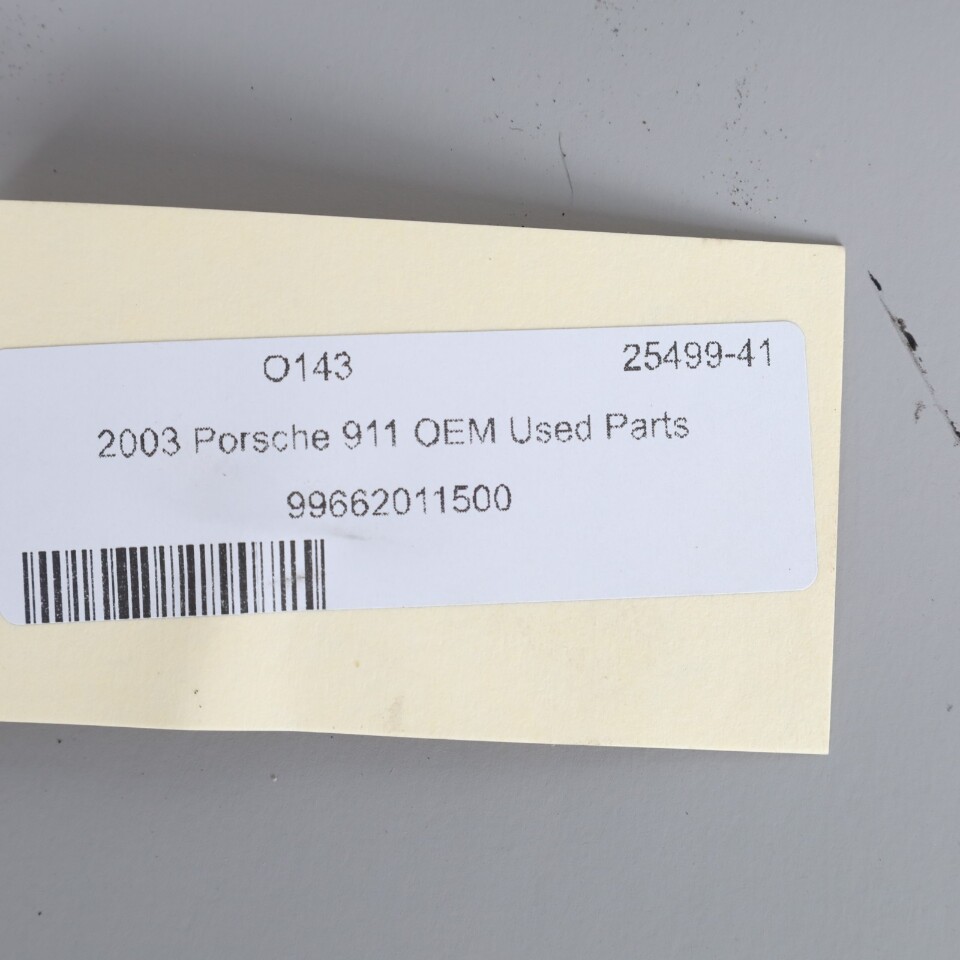 O143 25499-41
2003 Porsche 911 OEM Used Parts
99662011500